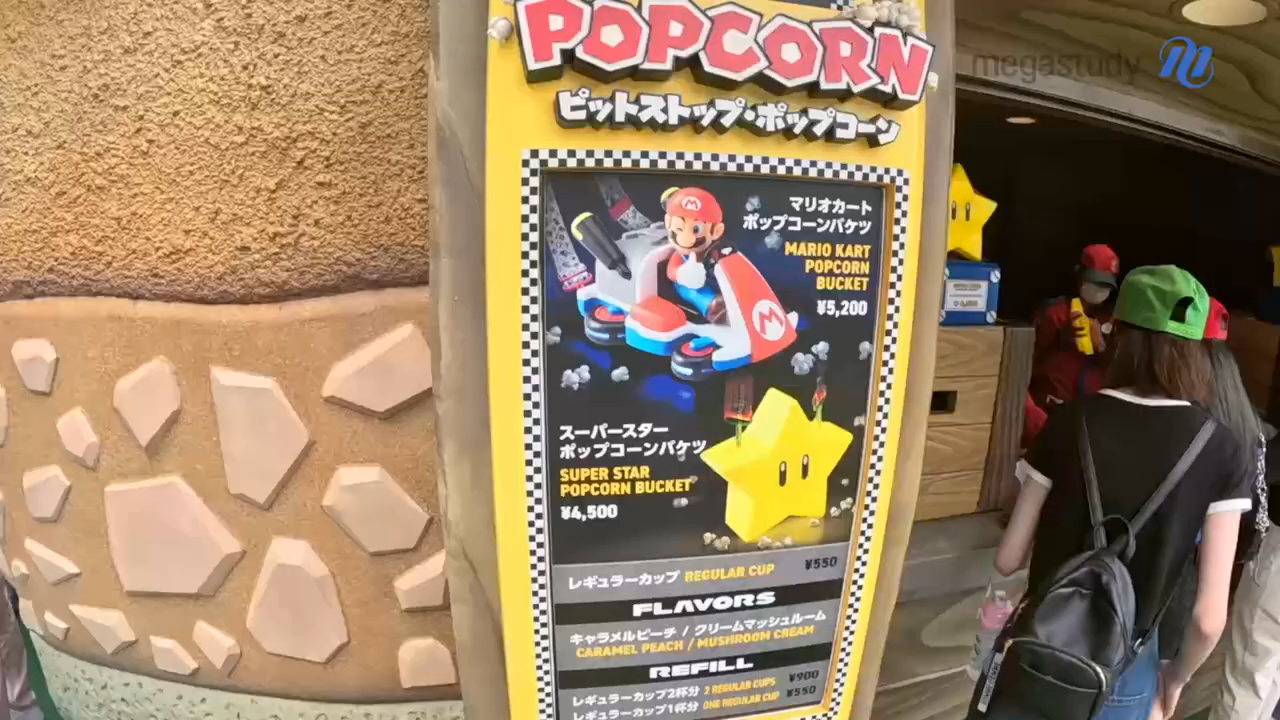 POPCORN
ピットストップ・ポップコーン
megastudy
マリオカート
ポップコーンバケツ
MARIO KART
POPCORN
BUCKET
¥5,200
スーパースター
ポップコーンバケツ
SUPER STAR
POPCORN BUCKET
¥4,500
レギュラーカップ REGULAR CUP ¥550
FLAVORS
キャラメルピーチ / クリームマッシュルーム
CARAMEL PEACH / MUSHROOM CREAM
REFILL
レギュラーカップ2杯分 2 REGULAR CUPS ¥900
レギュラーカップ1杯分 ONE REGULAR CUP ¥550